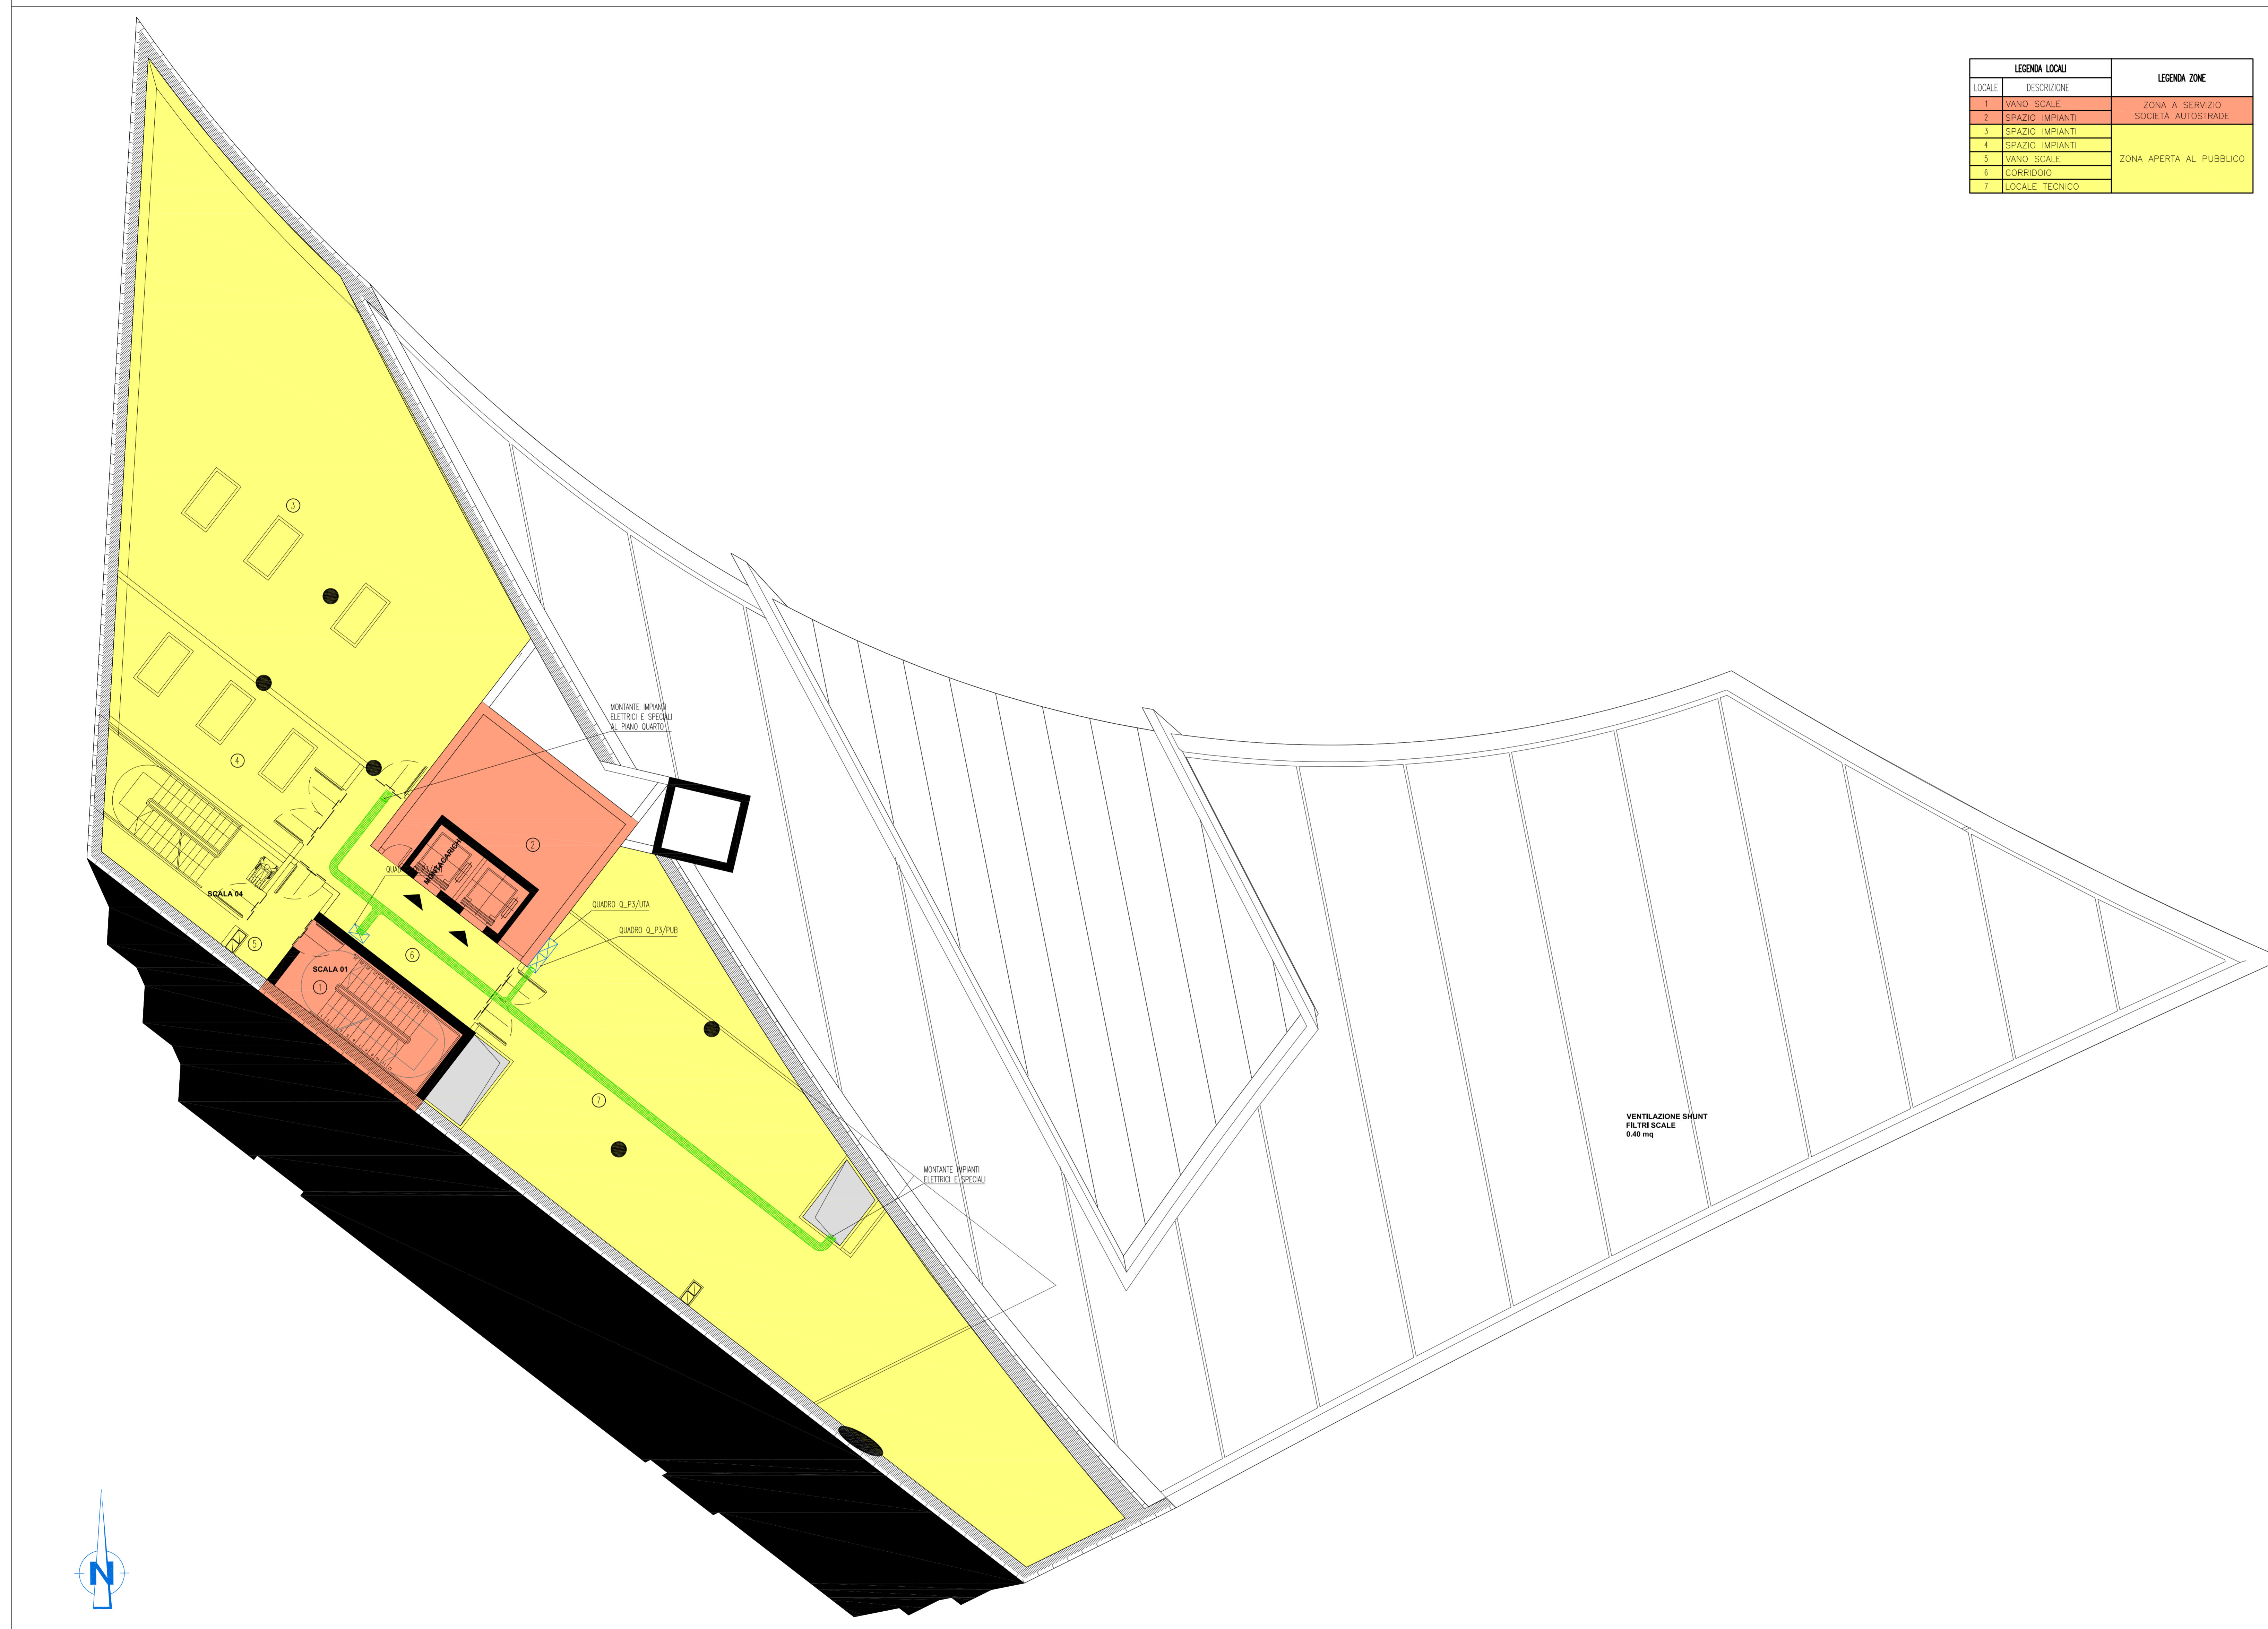 LEGENDA LOCALI
LEGENDA ZONE
LOCALE DESCRIZIONE
1 VANO SCALE
2 SPAZIO IMPIANTI
ZONA A SERVIZIO
SOCIETÀ AUTOSTRADE
3 SPAZIO IMPIANTI
4 SPAZIO IMPIANTI
5 VANO SCALE
6 CORRIDOIO
7 LOCALE TECNICO
ZONA APERTA AL PUBBLICO
3
MONTANTE IMPIANTI
ELETTRICI E SPECIALI
AL PIANO QUARTO
4
2
MONTACARICHI
SCALA 04
QUADRO Q_P3/UTA
QUADRO Q_P3/PUB
5
6
SCALA 01
1
7
VENTILAZIONE SHUNT
FILTRI SCALE
0.40 mq
MONTANTE IMPIANTI
ELETTRICI E SPECIALI
N